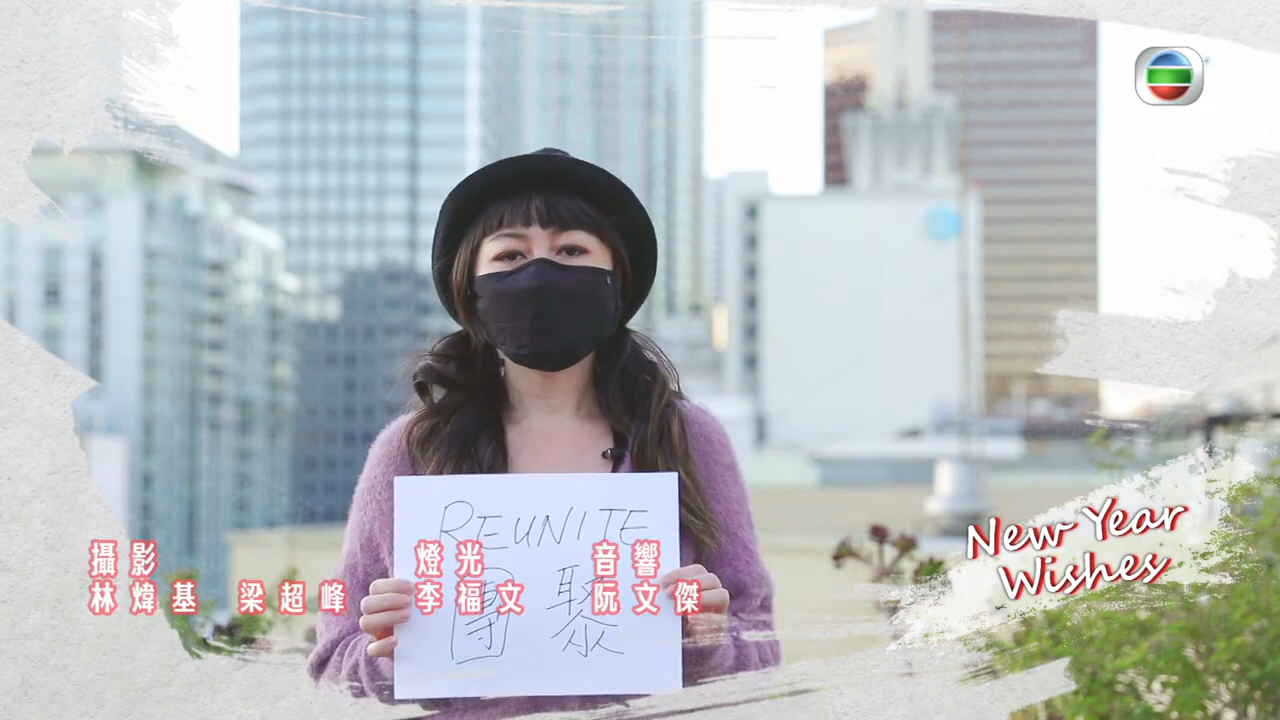 REUNITE
團聚
攝影 燈光 音響
林煒基 梁超峰 李福文 阮文傑
New Year
Wishes